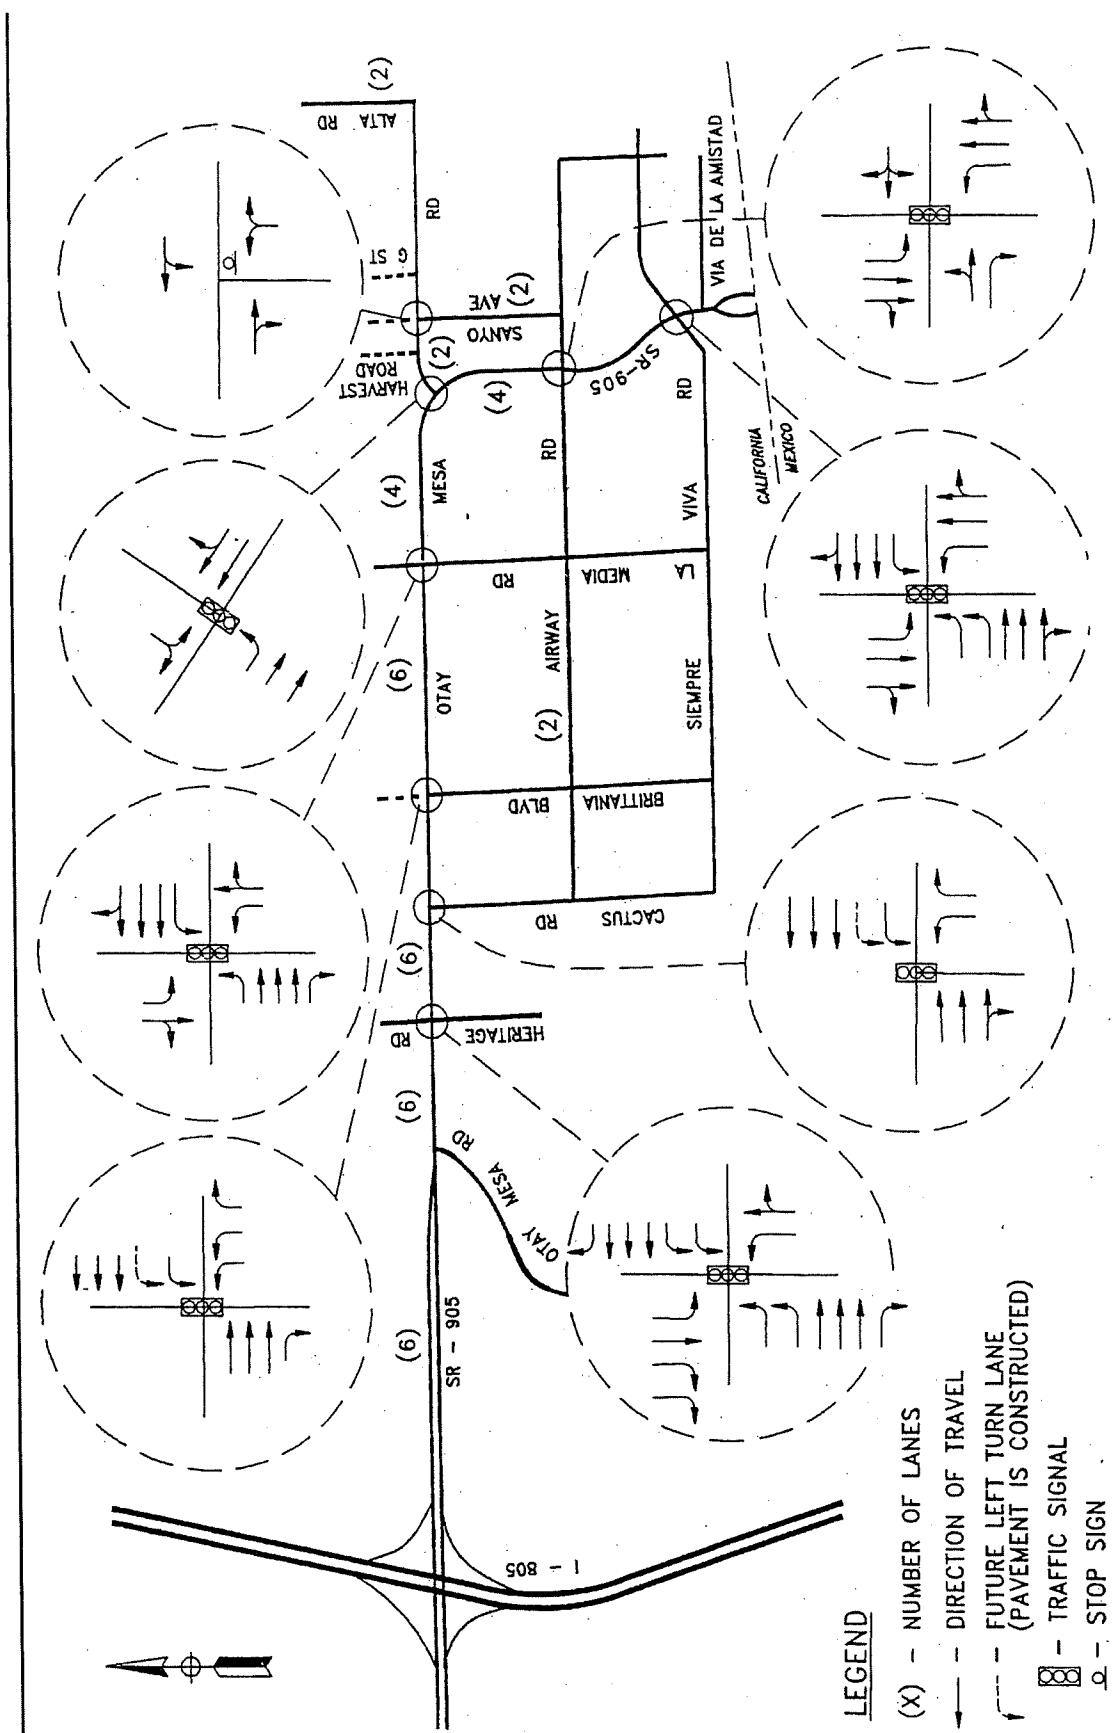 ALTA RD
(2)
RD
G ST
SANYO AVE
(2)
(2)
HARVEST ROAD
VIA DE LA AMISTAD
SR-905
(4)
RD
RD
CALIFORNIA
MEXICO
(4)
MESA
VIVA
LA MEDIA RD
(6)
OTAY
AIRWAY
(2)
SIEMPRE
BRITTANIA BLVD
CACTUS RD
(6)
HERITAGE RD
(6)
OTAY MESA RD
(6)
SR - 905
I - 805
LEGEND
(X) - NUMBER OF LANES
- DIRECTION OF TRAVEL
- FUTURE LEFT TURN LANE
(PAVEMENT IS CONSTRUCTED)
- TRAFFIC SIGNAL
- STOP SIGN